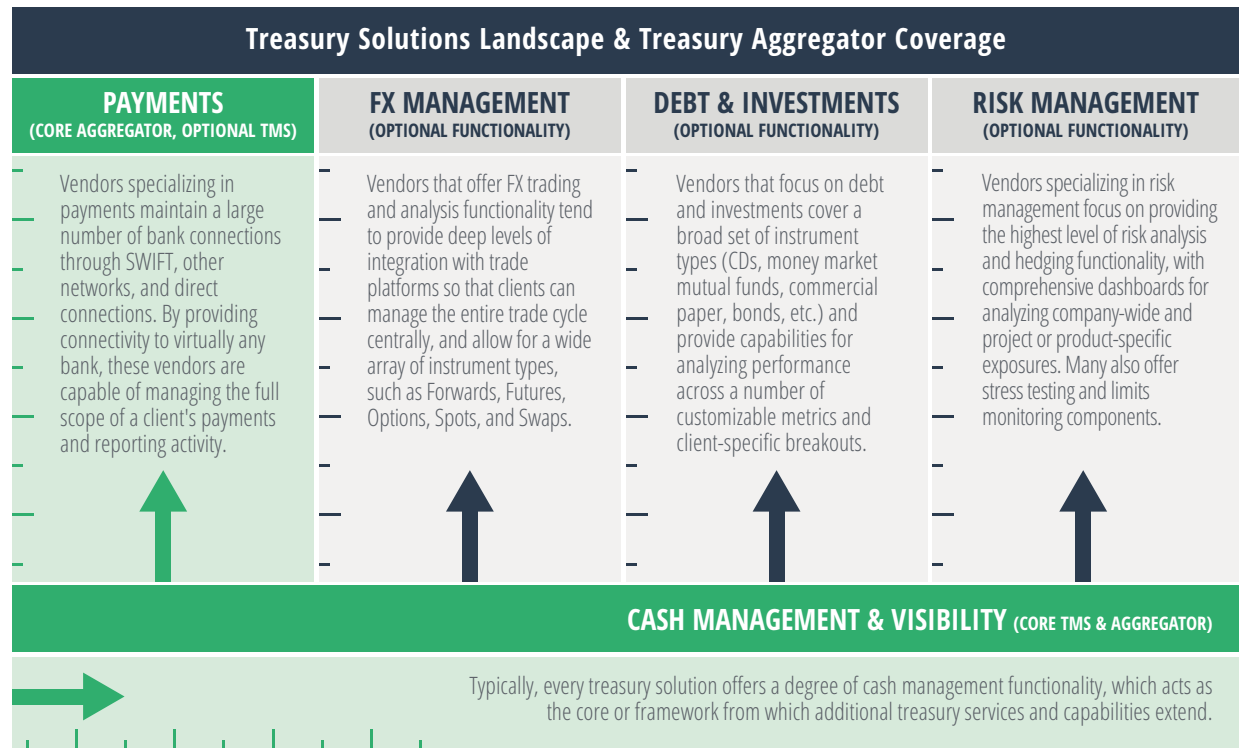 Treasury Solutions Landscape & Treasury Aggregator Coverage
PAYMENTS
(CORE AGGREGATOR, OPTIONAL TMS)
Vendors specializing in
payments maintain a large
number of bank connections
through SWIFT, other
networks, and direct
connections. By providing
connectivity to virtually any
bank, these vendors are
capable of managing the full
scope of a client's payments
and reporting activity.
FX MANAGEMENT
(OPTIONAL FUNCTIONALITY)
Vendors that offer FX trading
and analysis functionality tend
to provide deep levels of
integration with trade
platforms so that clients can
manage the entire trade cycle
centrally, and allow for a wide
array of instrument types,
such as Forwards, Futures,
Options, Spots, and Swaps.
DEBT & INVESTMENTS
(OPTIONAL FUNCTIONALITY)
Vendors that focus on debt
and investments cover a
broad set of instrument
types (CDs, money market
mutual funds, commercial
paper, bonds, etc.) and
provide capabilities for
analyzing performance
across a number of
customizable metrics and
client-specific breakouts.
RISK MANAGEMENT
(OPTIONAL FUNCTIONALITY)
Vendors specializing in risk
management focus on providing
the highest level of risk analysis
and hedging functionality, with
comprehensive dashboards for
analyzing company-wide and
project or product-specific
exposures. Many also offer
stress testing and limits
monitoring components.
CASH MANAGEMENT & VISIBILITY (CORE TMS & AGGREGATOR)
Typically, every treasury solution offers a degree of cash management functionality, which acts as
the core or framework from which additional treasury services and capabilities extend.